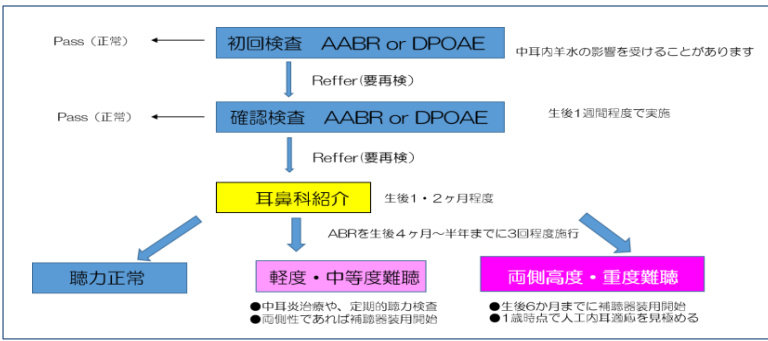 Pass（正常）
初回検査　AABR or DPOAE
中耳内羊水の影響を受けることがあります
Reffer(要再検)
Pass（正常）
確認検査　AABR or DPOAE
生後1週間程度で実施
Reffer(要再検）
耳鼻科紹介
生後1・2ヶ月程度
ABRを生後4ヶ月～半年までに3回程度施行
聴力正常
軽度・中等度難聴
両側高度・重度難聴
●中耳炎治療や、定期的聴力検査
●両側性であれば補聴器装用開始
●生後6か月までに補聴器装用開始
●1歳時点で人工内耳適応を見極める